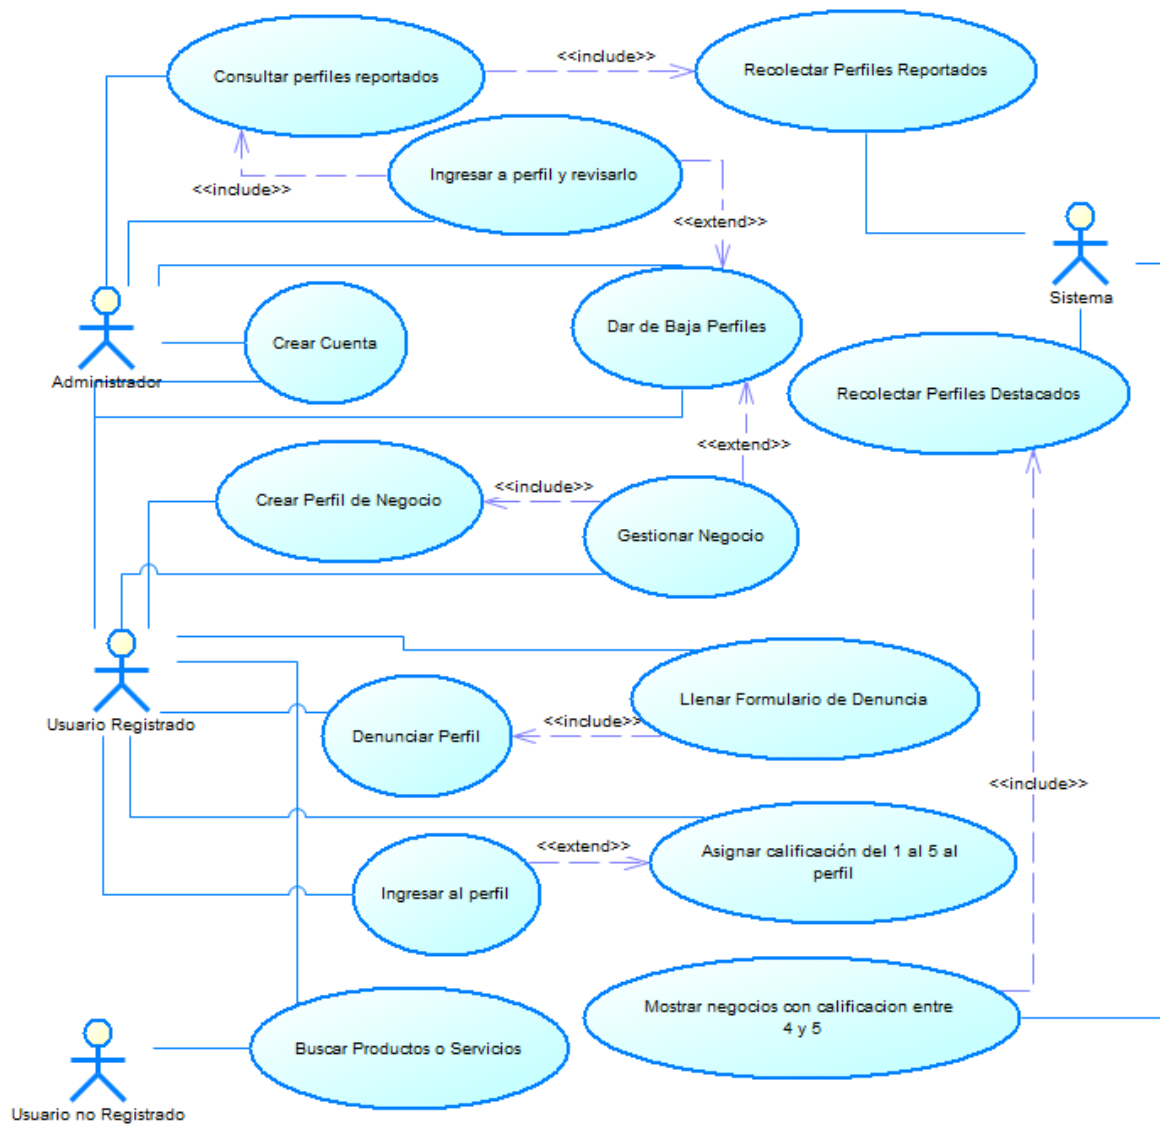 <<include>>
Consultar perfiles reportados
Recolectar Perfiles Reportados
Ingresar a perfil y revisarlo
<<include>>
<<extend>>
Sistema
Dar de Baja Perfiles
Crear Cuenta
Administrador
Recolectar Perfiles Destacados
<<extend>>
<<include>>
Crear Perfil de Negocio
Gestionar Negocio
Llenar Formulario de Denuncia
Usuario Registrado
<<include>>
Denunciar Perfil
<<include>>
<<extend>>
Asignar calificación del 1 al 5 al
perfil
Ingresar al perfil
Mostrar negocios con calificacion entre
4 y 5
Buscar Productos o Servicios
Usuario no Registrado